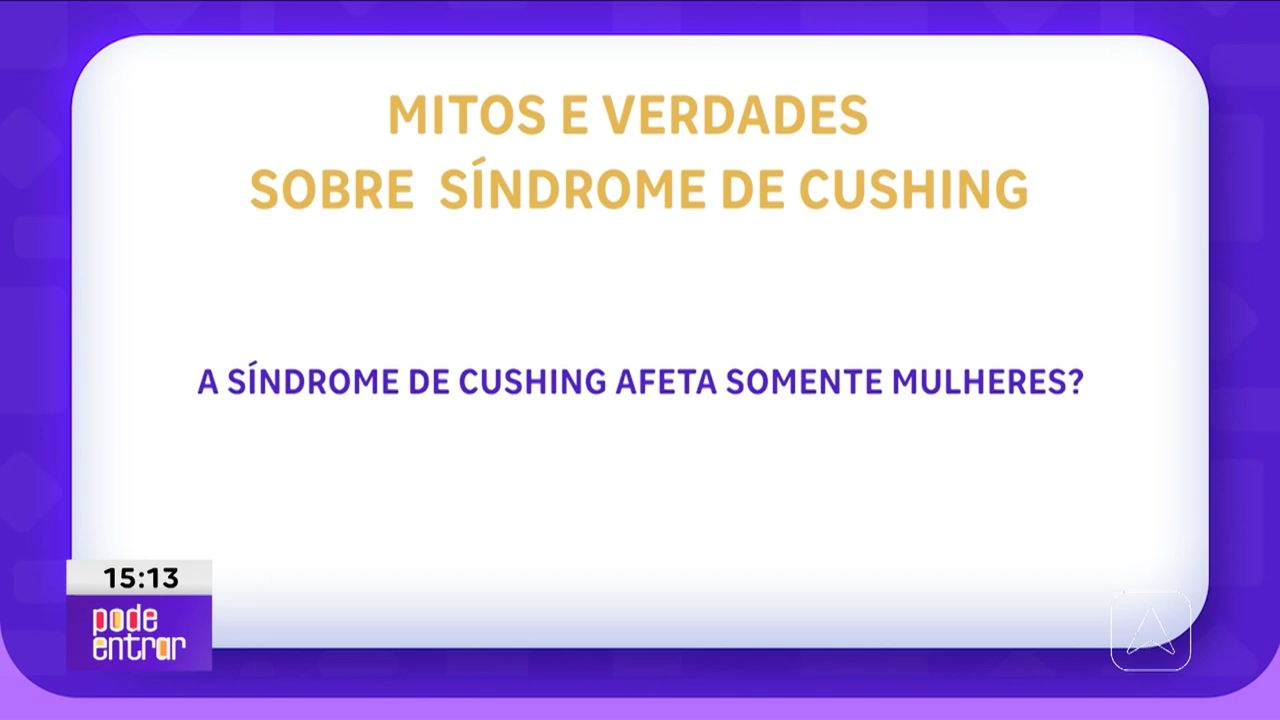 MITOS E VERDADES
SOBRE SÍNDROME DE CUSHING
A SÍNDROME DE CUSHING AFETA SOMENTE MULHERES?
15:13
pode
entrar